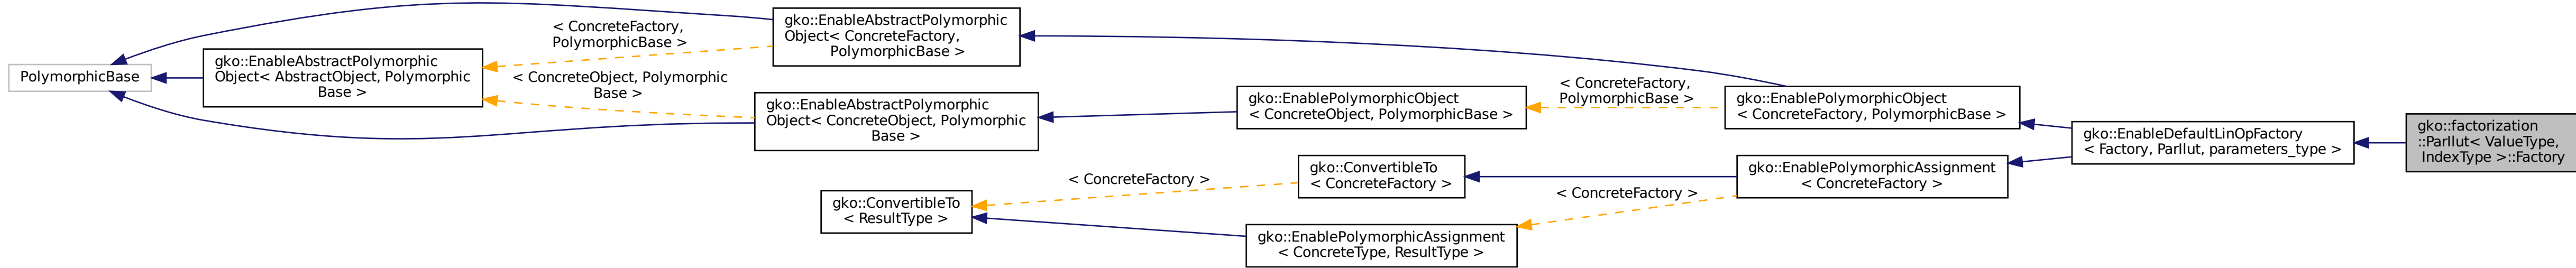 PolymorphicBase
gko::EnableAbstractPolymorphic
Object< AbstractObject, Polymorphic
Base >
< ConcreteFactory,
PolymorphicBase >
< ConcreteObject, Polymorphic
Base >
gko::EnableAbstractPolymorphic
Object< ConcreteFactory,
PolymorphicBase >
gko::EnableAbstractPolymorphic
Object< ConcreteObject, Polymorphic
Base >
gko::ConvertibleTo
< ResultType >
< ConcreteFactory >
gko::EnablePolymorphicObject
< ConcreteObject, PolymorphicBase >
gko::ConvertibleTo
< ConcreteFactory >
gko::EnablePolymorphicAssignment
< ConcreteType, ResultType >
< ConcreteFactory,
PolymorphicBase >
< ConcreteFactory >
gko::EnablePolymorphicObject
< ConcreteFactory, PolymorphicBase >
gko::EnablePolymorphicAssignment
< ConcreteFactory >
gko::EnableDefaultLinOpFactory
< Factory, ParIlut, parameters_type >
gko::factorization
::ParIlut< ValueType,
IndexType >::Factory